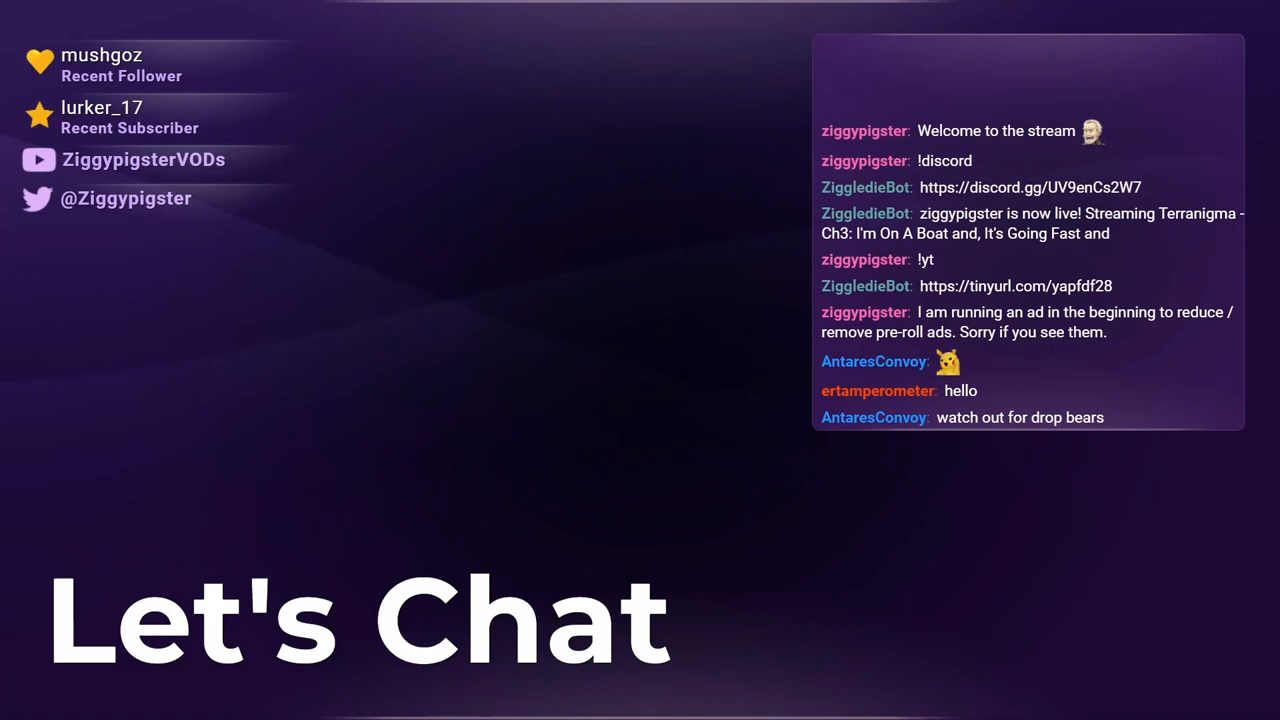 mushgoz
Recent Follower
lurker_17
Recent Subscriber
ZiggypigsterVODs
@Ziggypigster
ziggypigster: Welcome to the stream
ziggypigster: !discord
ZiggledieBot: https://discord.gg/UV9enCs2W7
ZiggledieBot: ziggypigster is now live! Streaming Terranigma -
Ch3: I'm On A Boat and, It's Going Fast and
ziggypigster: !yt
ZiggledieBot: https://tinyurl.com/yapfdf28
ziggypigster: I am running an ad in the beginning to reduce /
remove pre-roll ads. Sorry if you see them.
AntaresConvoy:
ertamperometer: hello
AntaresConvoy: watch out for drop bears
Let's Chat